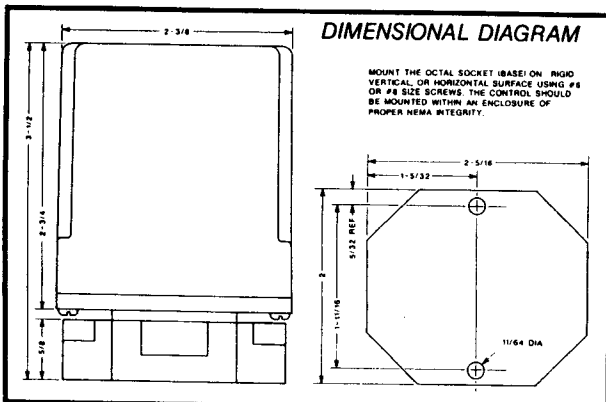 DIMENSIONAL DIAGRAM
MOUNT THE OCTAL SOCKET (BASE) ON RIGID
VERTICAL, OR HORIZONTAL SURFACE USING #6
OR #8 SIZE SCREWS. THE CONTROL SHOULD
BE MOUNTED WITHIN AN ENCLOSURE OF
PROPER NEMA INTEGRITY.
2-3/8
3-1/2
2-3/4
5/8
2-5/16
1-5/32
5/32 REF
2
1-11/16
11/64 DIA